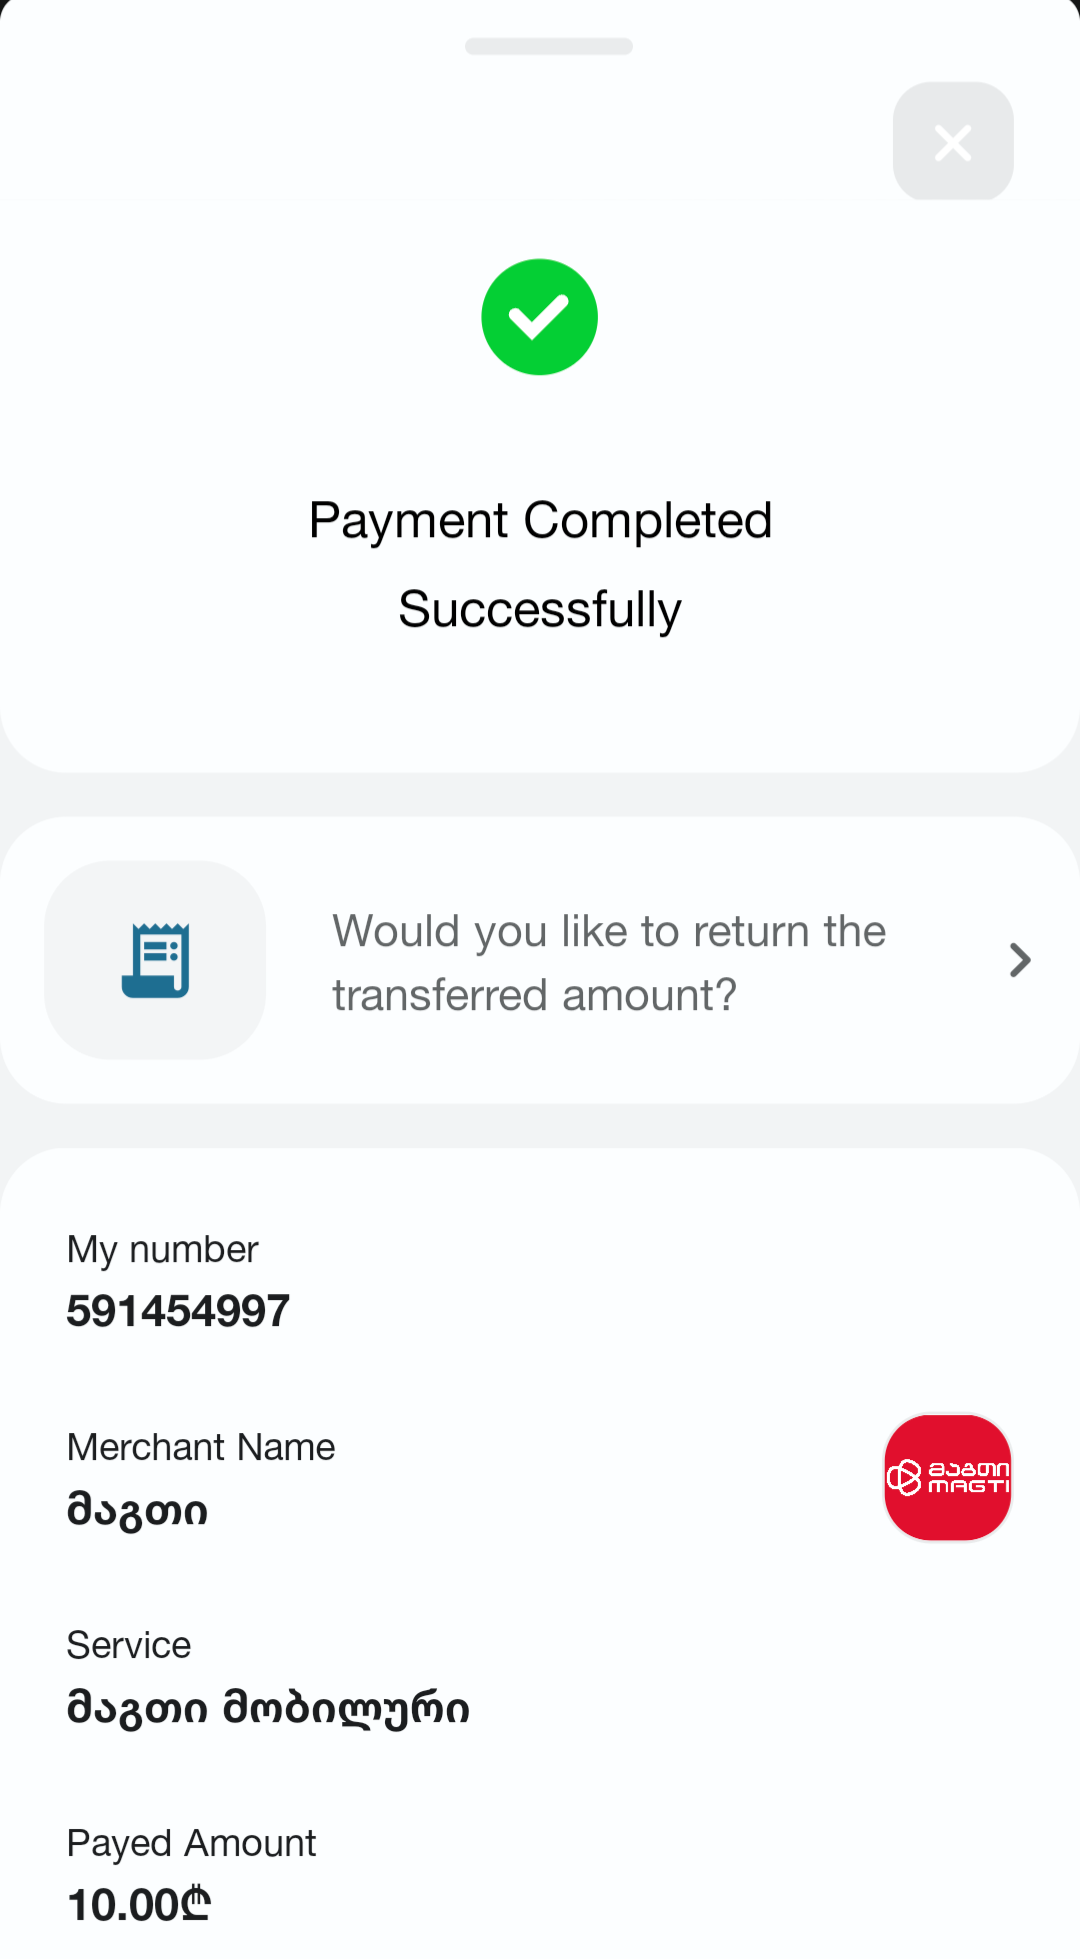 Payment Completed
Successfully
Would you like to return the
transferred amount?
My number
591454997
Merchant Name
მაგთი
მაგთი
MAGTI
Service
მაგთი მობილური
Payed Amount
10.00₾